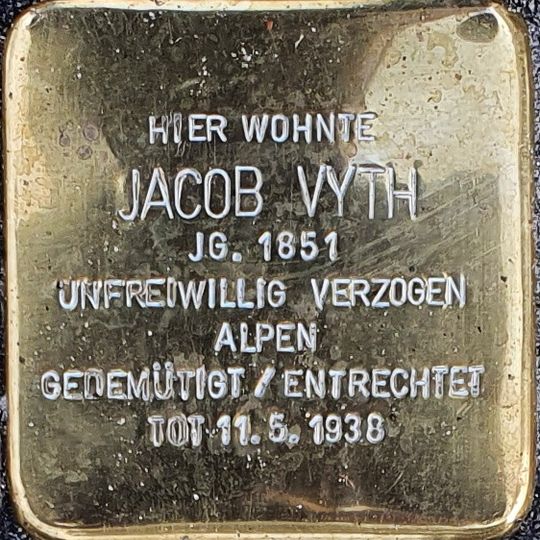 HIER WOHNTE
JACOB VYTH
JG. 1851
UNFREIWILLIG VERZOGEN
ALPEN
GEDEMÜTIGT / ENTRECHTET
TOT 11.5.1938